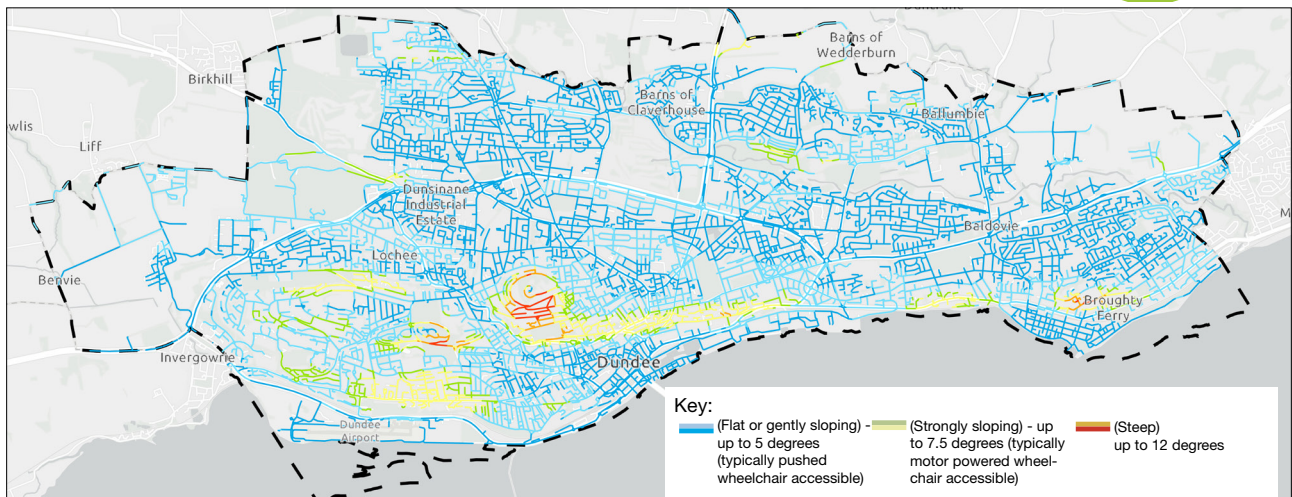 Barns of
Wedderburn
Birkhill
Barns of
Claverhouse
Ballumbie
Liff
Dunsinane
Industrial
Estate
Baldovie
Lochee
Benvie
Broughty
Ferry
Invergowrie
Dundee
Dundee
Airport
Key:
(Flat or gently sloping) -
up to 5 degrees
(typically pushed
wheelchair accessible)
(Strongly sloping) - up
to 7.5 degrees (typically
motor powered wheel-
chair accessible)
(Steep)
up to 12 degrees